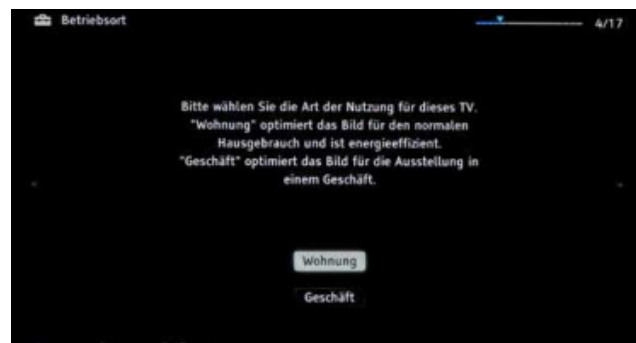 Betriebsort
4/17
Bitte wählen Sie die Art der Nutzung für dieses TV.
"Wohnung" optimiert das Bild für den normalen
Hausgebrauch und ist energieeffizient.
"Geschäft" optimiert das Bild für die Ausstellung in
einem Geschäft.
Wohnung
Geschäft